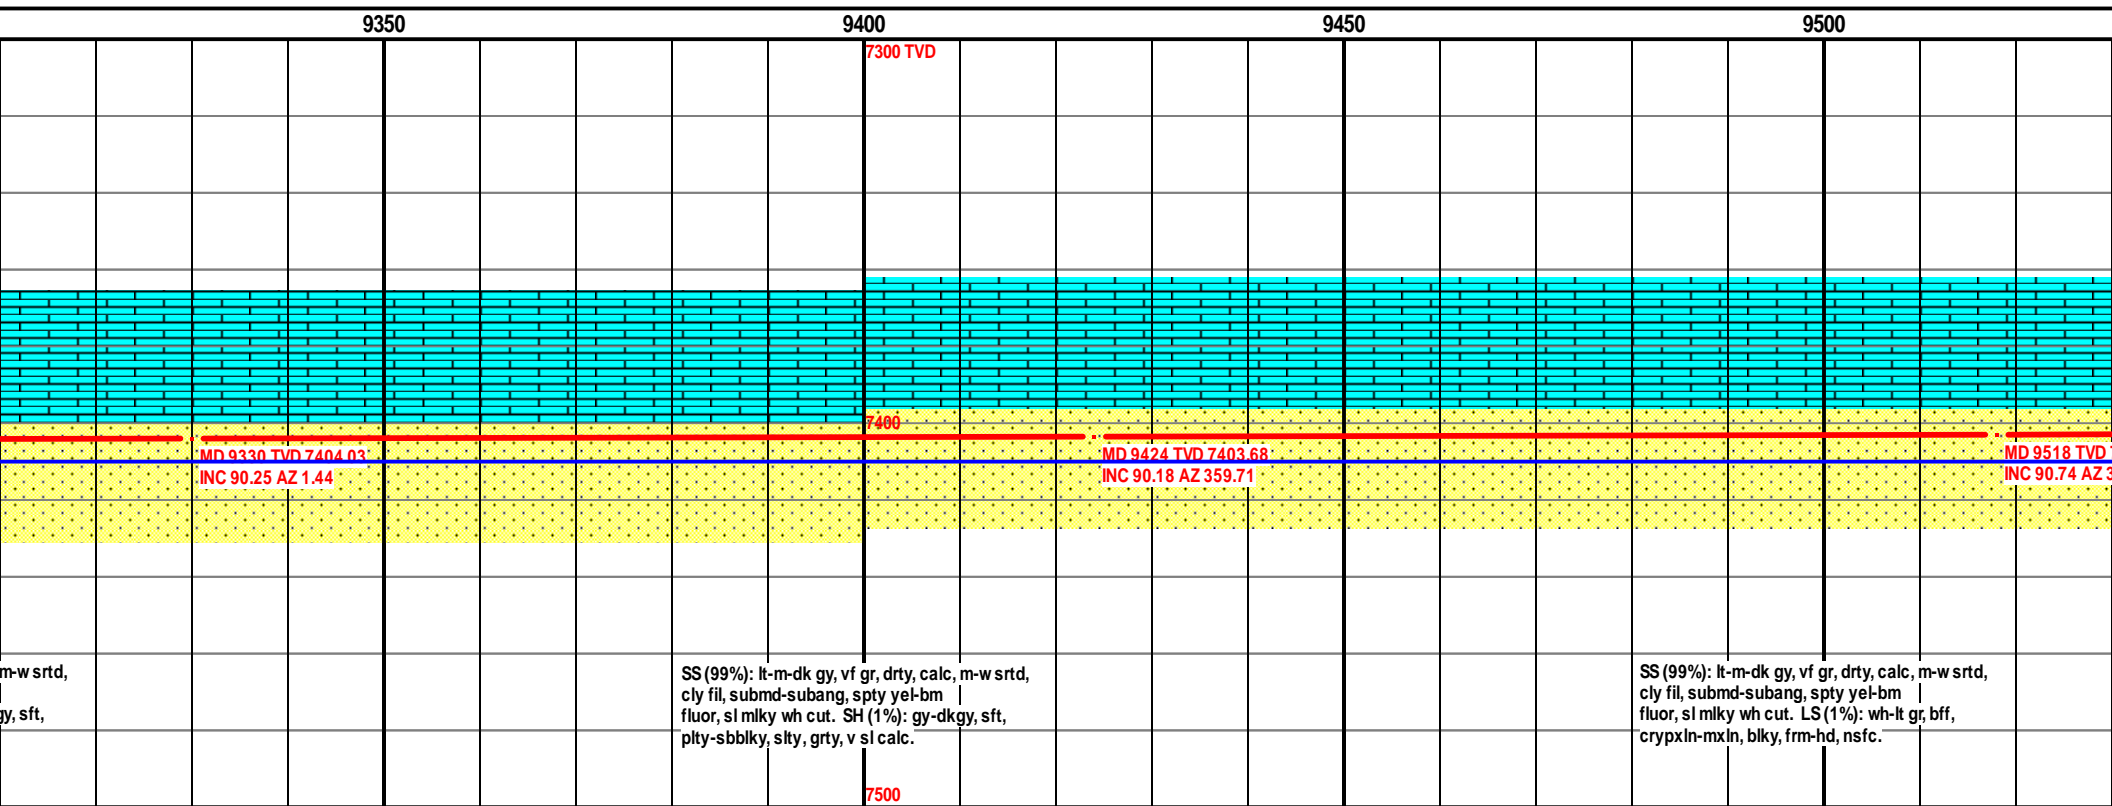 9350 9400 9450 9500
7300 TVD
7400
MD 9330 TVD 7404.03
INC 90.25 AZ 1.44
MD 9424 TVD 7403.68
INC 90.18 AZ 359.71
MD 9518 TVD
INC 90.74 AZ 3
m-w srtd,
gy, sft,
SS (99%): lt-m-dk gy, vf gr, drty, calc, m-w srtd,
cly fil, submd-subang, spty yel-bm
fluor, sl mlky wh cut. SH (1%): gy-dkgy, sft,
plty-sbblky, slty, grty, v sl calc.
SS (99%): lt-m-dk gy, vf gr, drty, calc, m-w srtd,
cly fil, submd-subang, spty yel-bm
fluor, sl mlky wh cut. LS (1%): wh-lt gr, bff,
crypxln-mxln, blky, frm-hd, nsfc.
7500